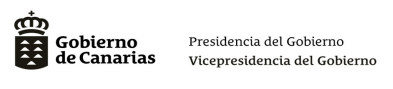 Gobierno
de Canarias
Presidencia del Gobierno
Vicepresidencia del Gobierno